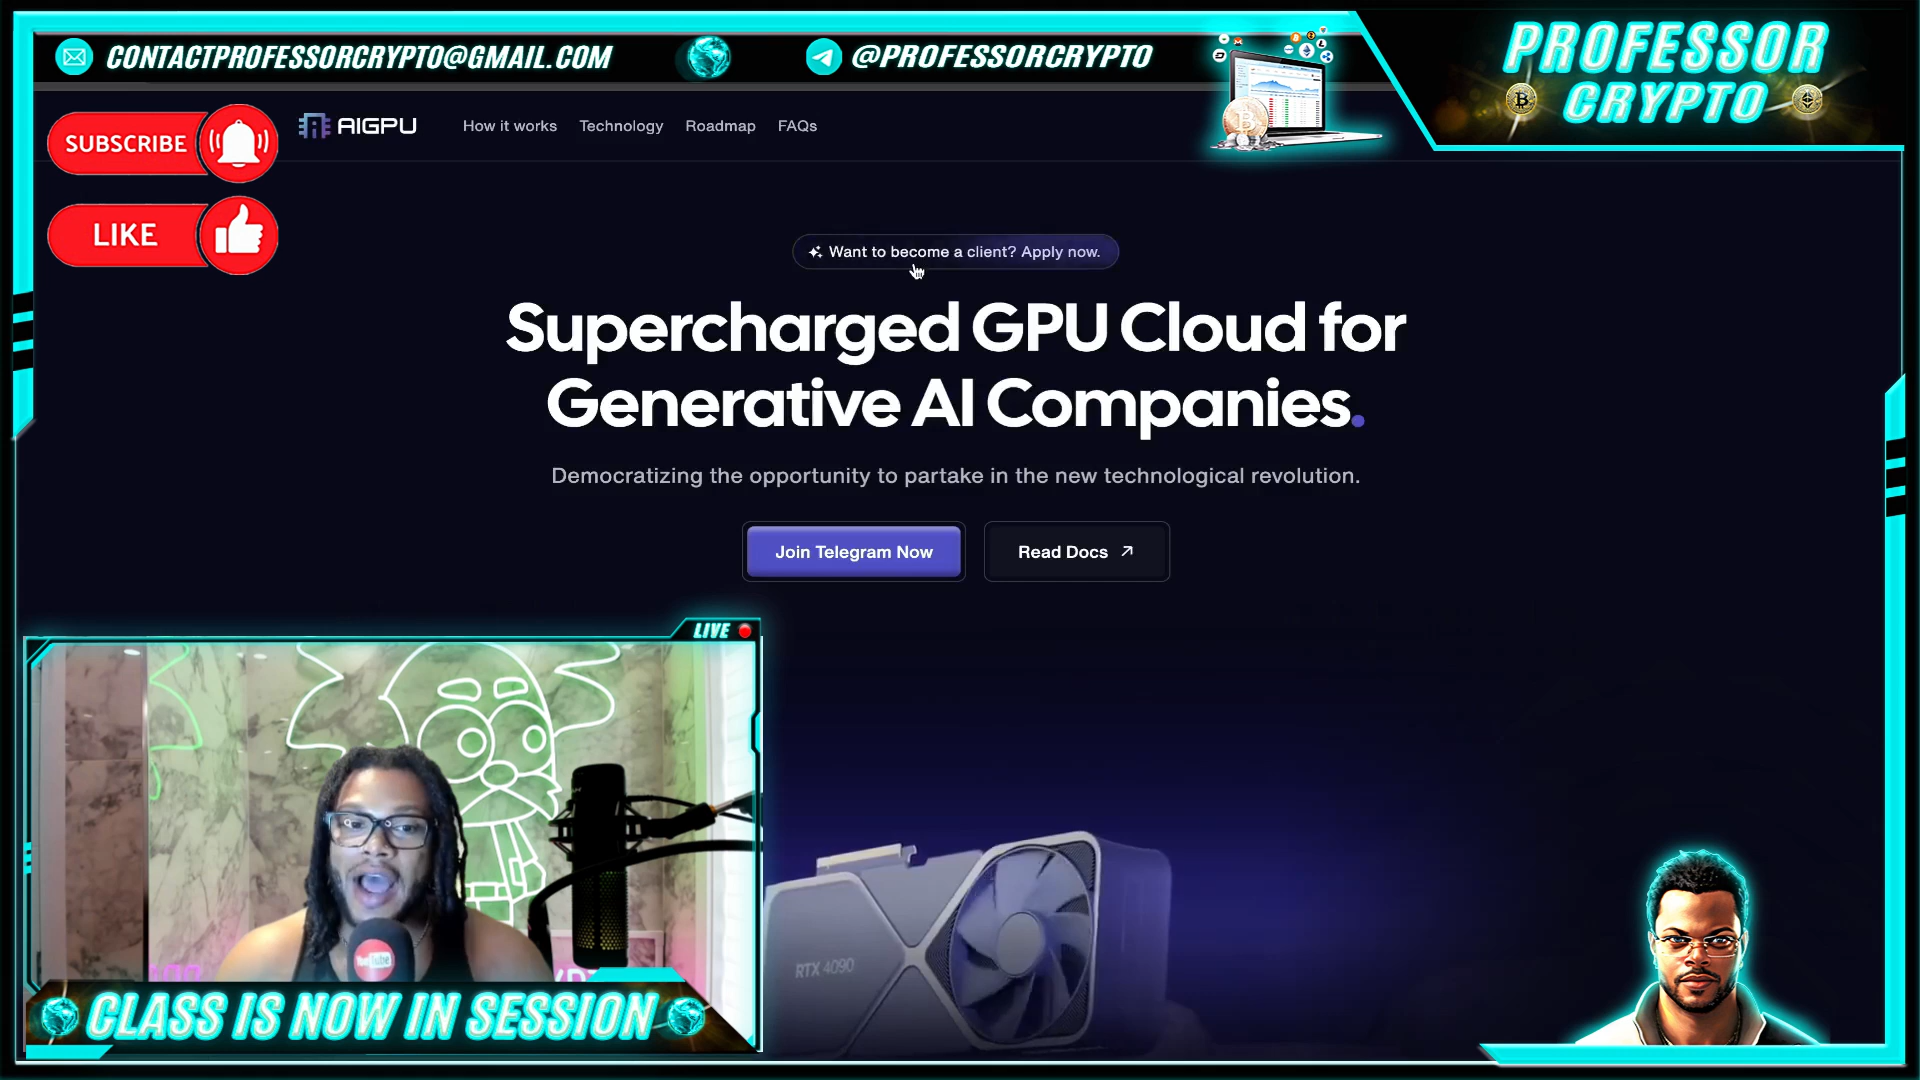 CONTACTPROFESSORCRYPTO@GMAIL.COM
@PROFESSORCRYPTO
PROFESSOR
CRYPTO
SUBSCRIBE
LIKE
AIGPU
How it works
Technology
Roadmap
FAQs
Want to become a client? Apply now.
Supercharged GPU Cloud for
Generative AI Companies.
Democratizing the opportunity to partake in the new technological revolution.
Join Telegram Now
Read Docs
LIVE
YouTube
RTX 4090
CLASS IS NOW IN SESSION